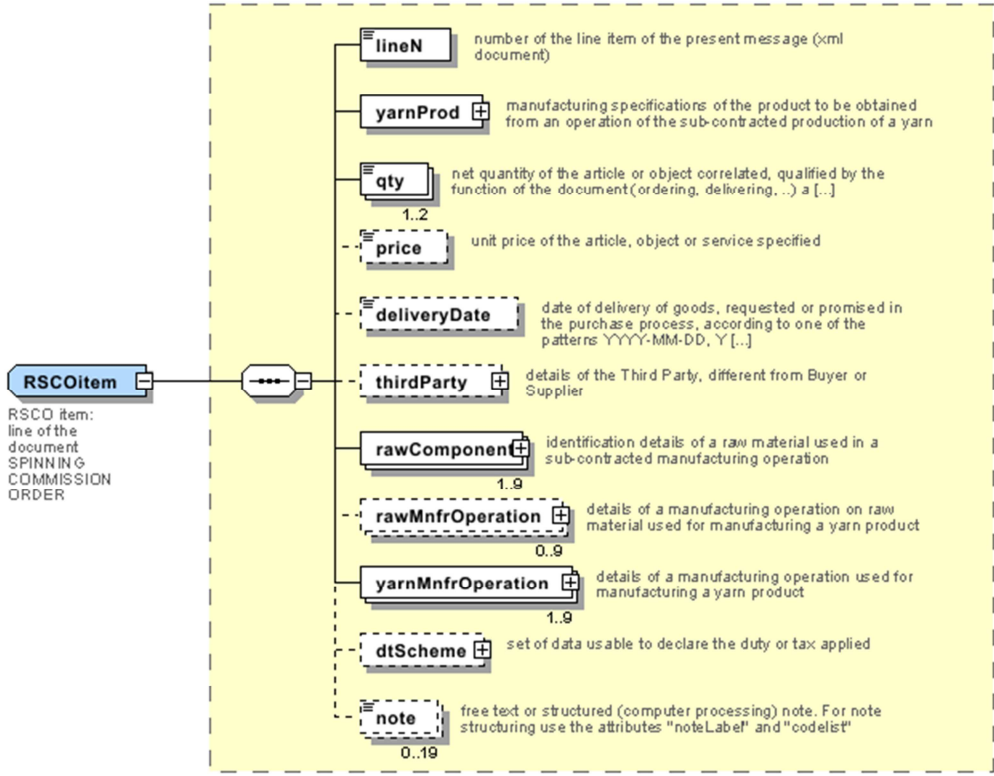 lineN
number of the line item of the present message (xml
document)
yarnProd
manufacturing specifications of the product to be obtained
from an operation of the sub-contracted production of a yarn
qty
net quantity of the article or object correlated, qualified by the
function of the document (ordering, delivering, ..) a [...]
1..2
price
unit price of the article, object or service specified
deliveryDate
date of delivery of goods, requested or promised in
the purchase process, according to one of the
patterns YYYY-MM-DD, Y [...]
RSCOitem
RSCO item:
line of the
document
SPINNING
COMMISSION
ORDER
thirdParty
details of the Third Party, different from Buyer or
Supplier
rawComponent
identification details of a raw material used in a
sub-contracted manufacturing operation
1..9
rawMnfrOperation
details of a manufacturing operation on raw
material used for manufacturing a yarn product
0..9
yarnMnfrOperation
details of a manufacturing operation used for
manufacturing a yarn product
1..9
dtScheme
set of data usable to declare the duty or tax applied
note
free text or structured (computer processing) note. For note
structuring use the attributes "noteLabel" and "codelist"
0..19